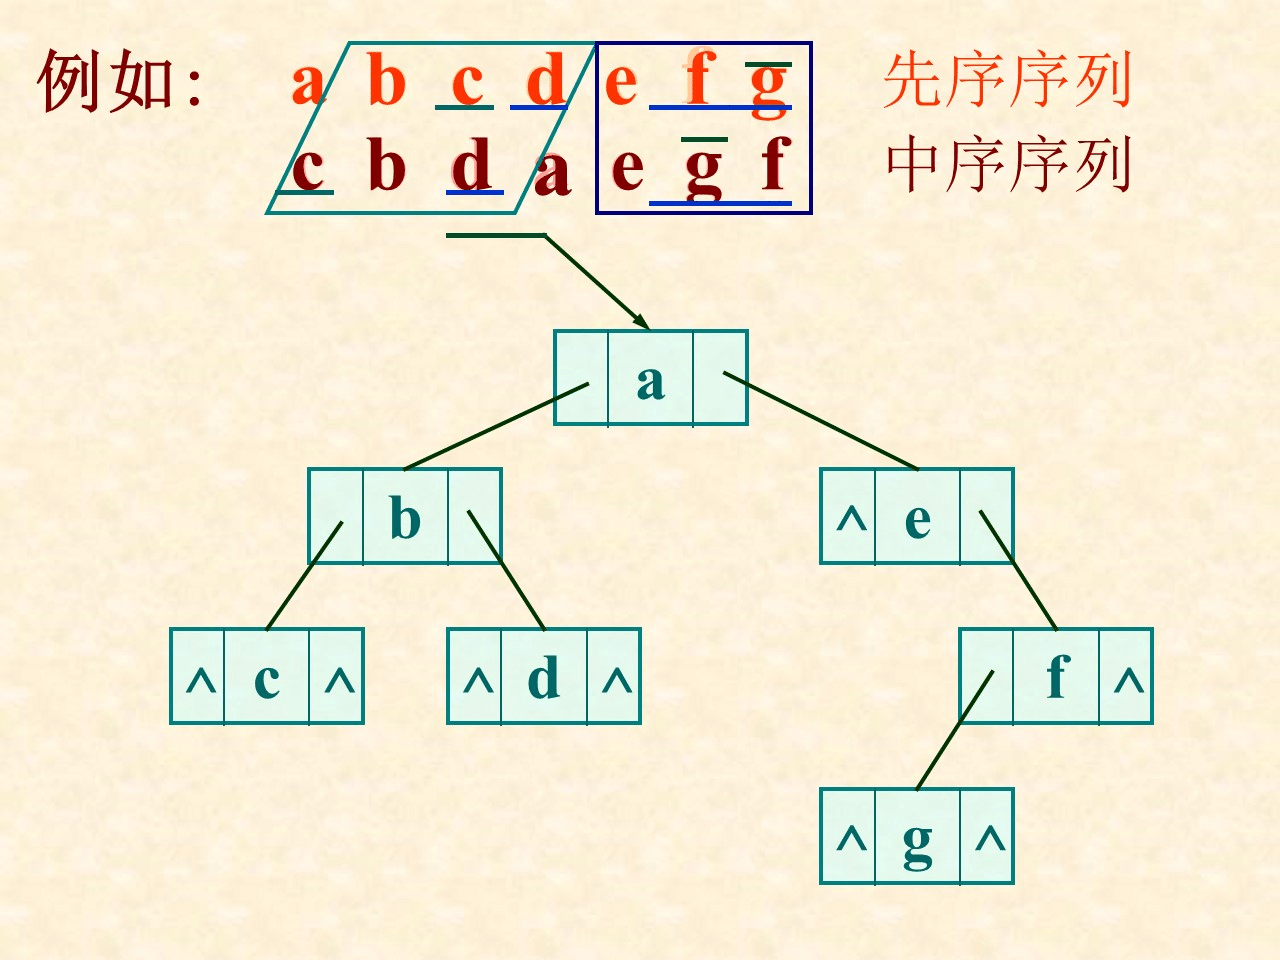 例如： a b c d e f g 先序序列
c b d a e g f 中序序列
a
b ^ e
^ c ^ ^ d ^ f ^
^ g ^